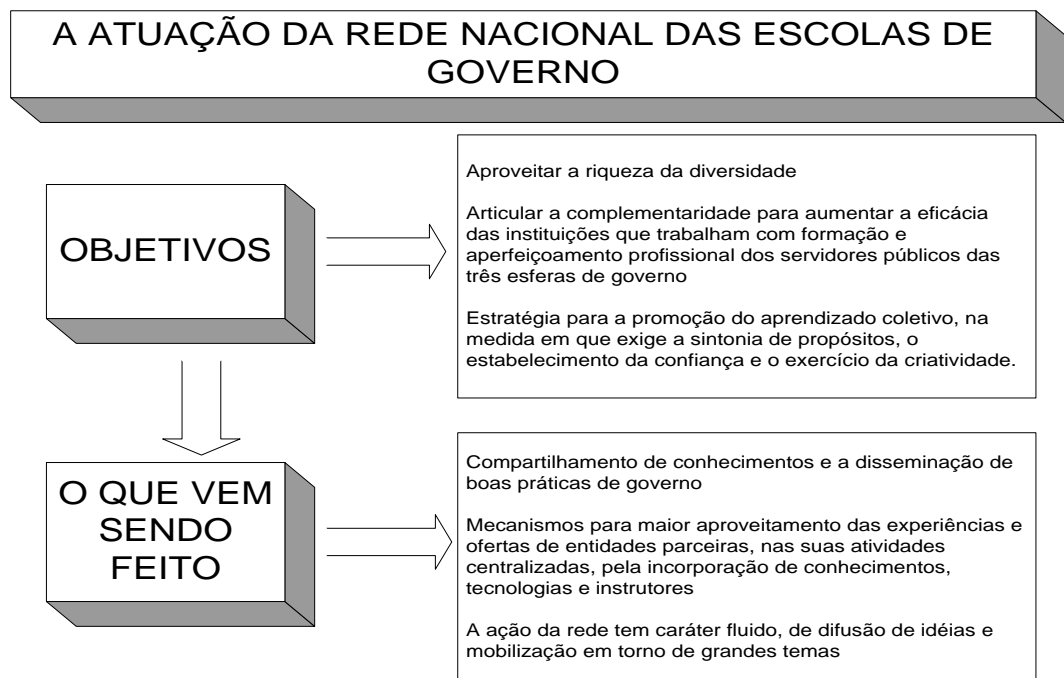 A ATUAÇÃO DA REDE NACIONAL DAS ESCOLAS DE
GOVERNO
OBJETIVOS
Aproveitar a riqueza da diversidade
Articular a complementaridade para aumentar a eficácia
das instituições que trabalham com formação e
aperfeiçoamento profissional dos servidores públicos das
três esferas de governo
Estratégia para a promoção do aprendizado coletivo, na
medida em que exige a sintonia de propósitos, o
estabelecimento da confiança e o exercício da criatividade.
O QUE VEM
SENDO
FEITO
Compartilhamento de conhecimentos e a disseminação de
boas práticas de governo
Mecanismos para maior aproveitamento das experiências e
ofertas de entidades parceiras, nas suas atividades
centralizadas, pela incorporação de conhecimentos,
tecnologias e instrutores
A ação da rede tem caráter fluido, de difusão de idéias e
mobilização em torno de grandes temas